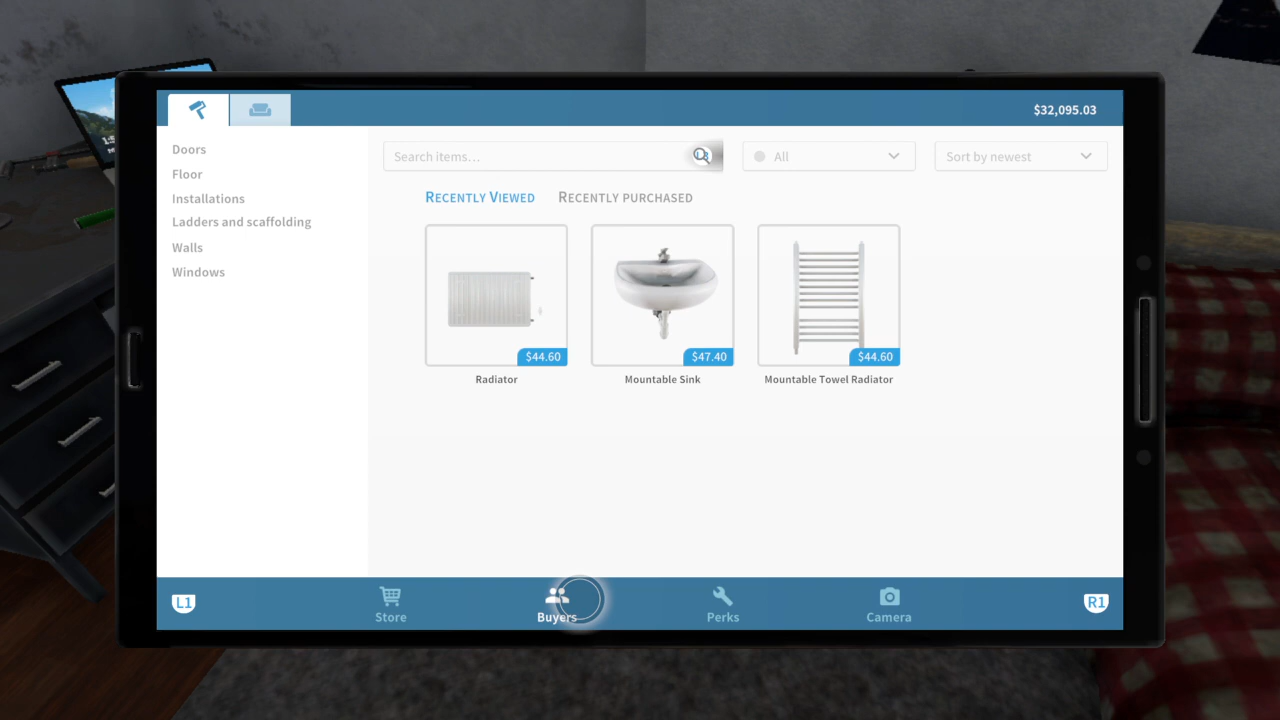 $32,095.03
Doors
Floor
Installations
Ladders and scaffolding
Walls
Windows
Search items...
All
Sort by newest
RECENTLY VIEWED
RECENTLY PURCHASED
$44.60
$47.40
$44.60
Radiator
Mountable Sink
Mountable Towel Radiator
L1
Store
Buyers
Perks
Camera
R1